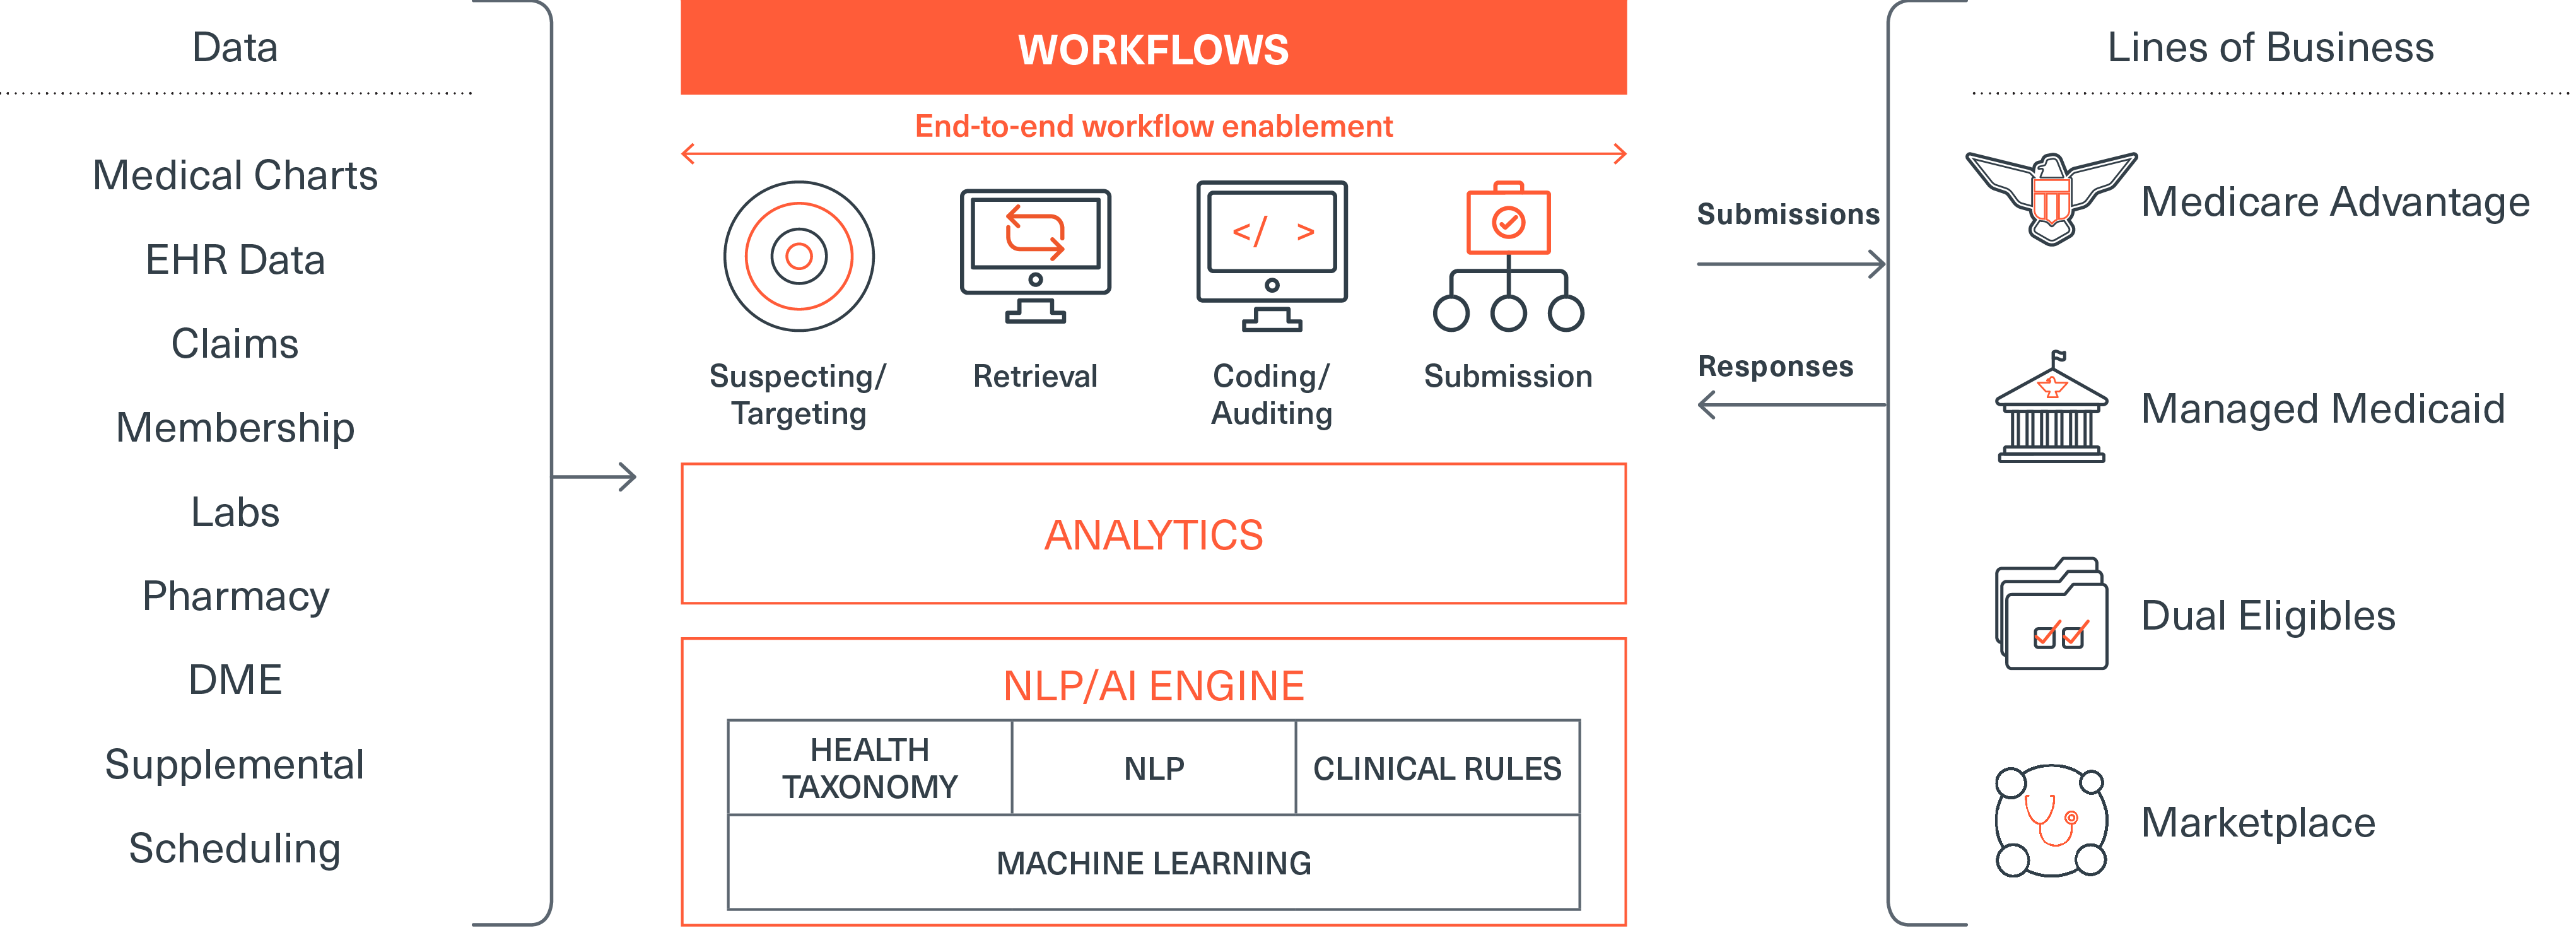 Data
Medical Charts
EHR Data
Claims
Membership
Labs
Pharmacy
DME
Supplemental
Scheduling
WORKFLOWS
End-to-end workflow enablement
</ >
Suspecting/
Targeting
Retrieval
Coding/
Auditing
Submission
ANALYTICS
NLP/AI ENGINE
HEALTH
TAXONOMY
NLP
CLINICAL RULES
MACHINE LEARNING
Submissions
Responses
Lines of Business
Medicare Advantage
Managed Medicaid
Dual Eligibles
Marketplace